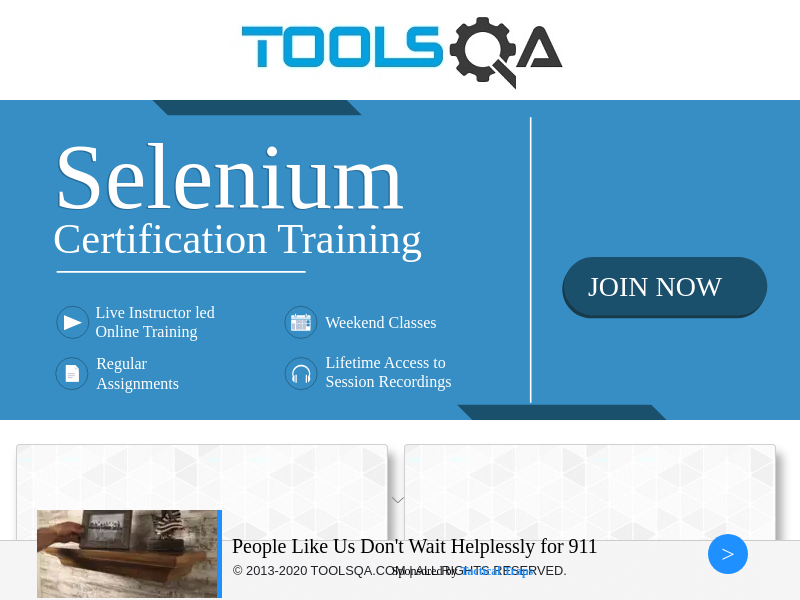 TOOLSQA
Selenium
Certification Training
JOIN NOW
Live Instructor led
Online Training
Weekend Classes
Regular
Assignments
Lifetime Access to
Session Recordings
People Like Us Don't Wait Helplessly for 911
© 2013-2020 TOOLSQA.COM | ALL RIGHTS RESERVED.
Sponsored by